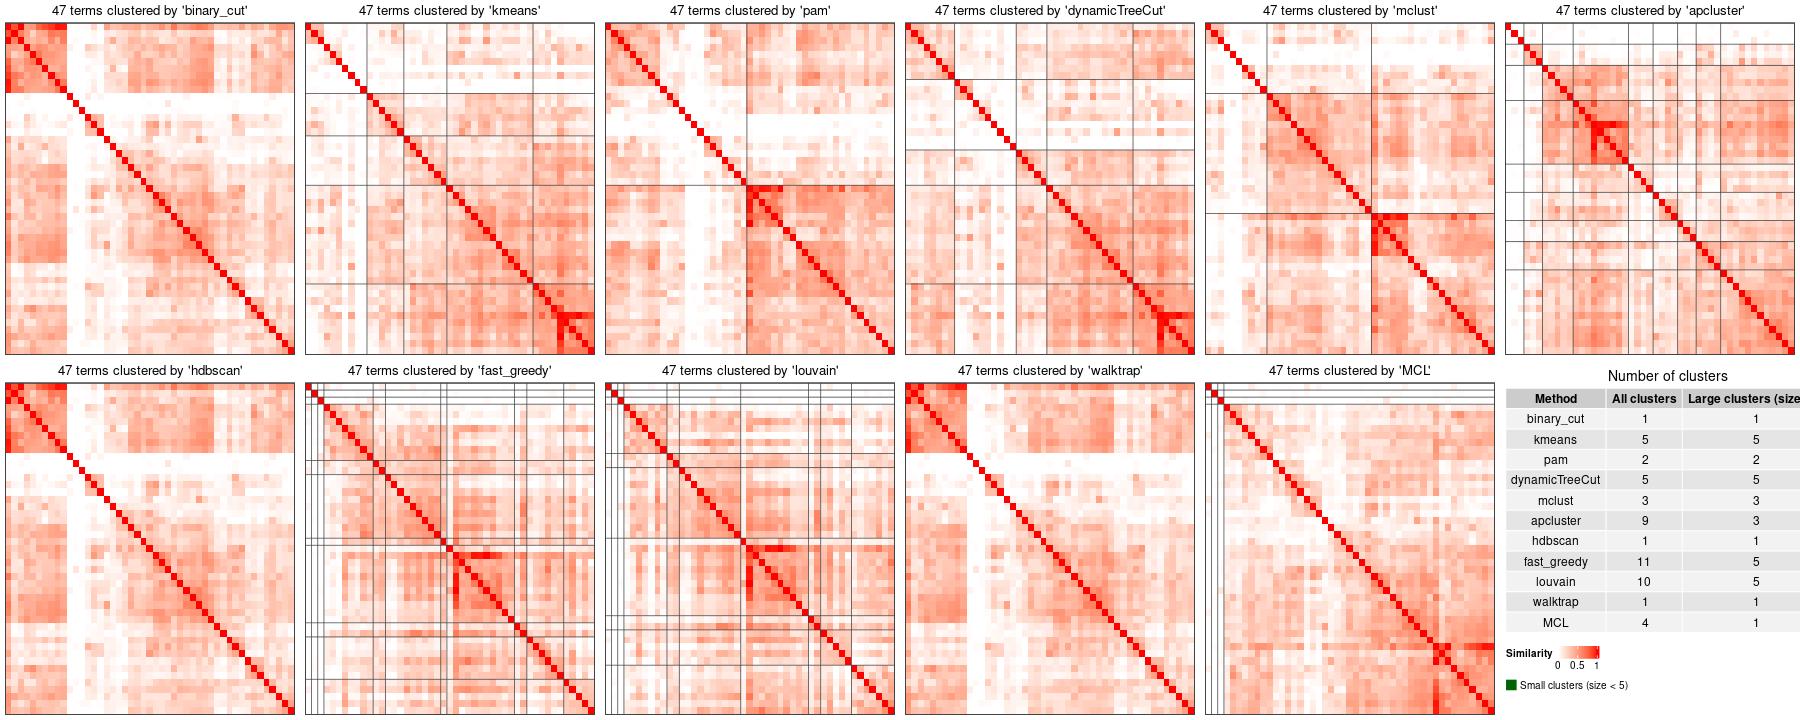 47 terms clustered by 'binary_cut'
47 terms clustered by 'kmeans'
47 terms clustered by 'pam'
47 terms clustered by 'dynamicTreeCut'
47 terms clustered by 'mclust'
47 terms clustered by 'apcluster'
47 terms clustered by 'hdbscan'
47 terms clustered by 'fast_greedy'
47 terms clustered by 'louvain'
47 terms clustered by 'walktrap'
47 terms clustered by 'MCL'
Number of clusters
Method All clusters Large clusters (size
binary_cut 1 1
kmeans 5 5
pam 2 2
dynamicTreeCut 5 5
mclust 3 3
apcluster 9 3
hdbscan 1 1
fast_greedy 11 5
louvain 10 5
walktrap 1 1
MCL 4 1
Similarity
0 0.5 1
Small clusters (size < 5)